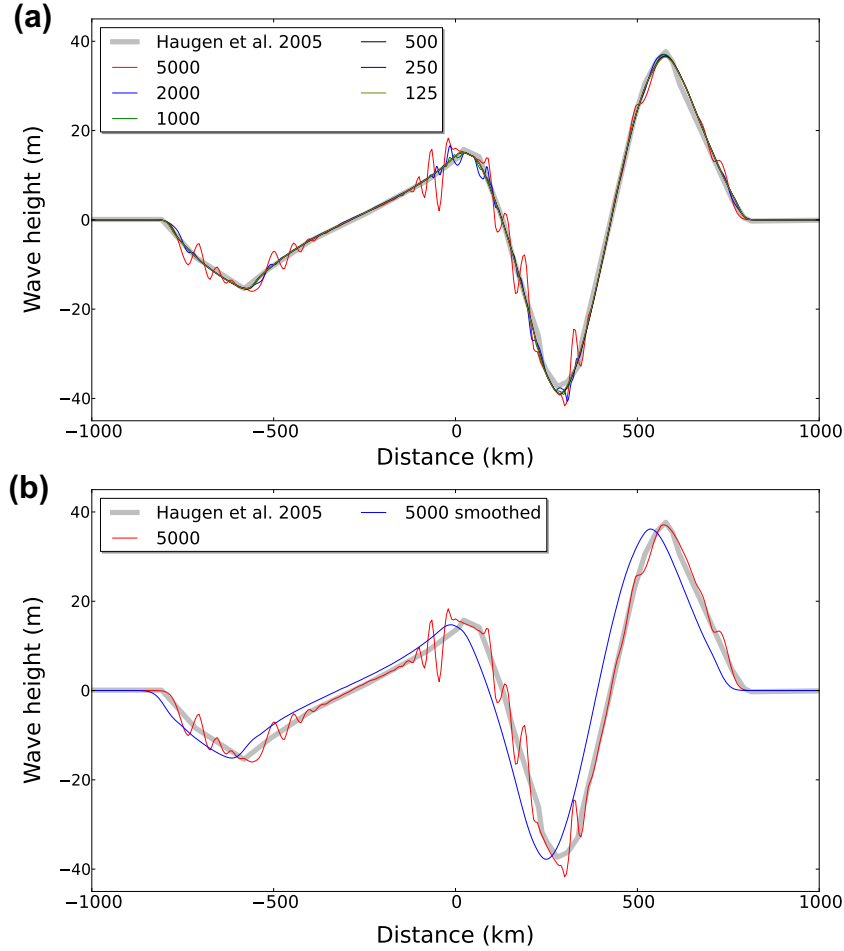 (a)
Haugen et al. 2005
5000
2000
1000
500
250
125
40
20
0
−20
−40
Wave height (m)
−1000 −500 0 500 1000
Distance (km)
(b)
Haugen et al. 2005
5000
5000 smoothed
40
20
0
−20
−40
Wave height (m)
−1000 −500 0 500 1000
Distance (km)